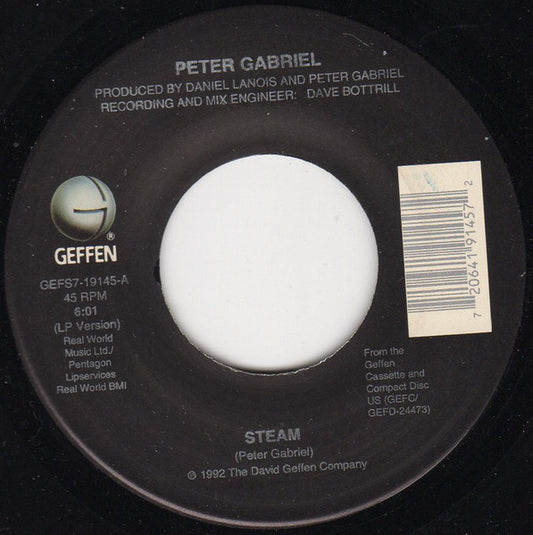 PETER GABRIEL
PRODUCED BY DANIEL LANOIS AND PETER GABRIEL
RECORDING AND MIX ENGINEER: DAVE BOTTRILL
G
®
GEFFEN
GEFS7-19145-A
45 RPM
6:01
(LP Version)
Real World
Music Ltd./
Pentagon
Lipservices
Real World BMI
7 20641 91457 2
From the
Geffen
Cassette and
Compact Disc
US (GEFC/
GEFD-24473)
STEAM
(Peter Gabriel)
℗ 1992 The David Geffen Company